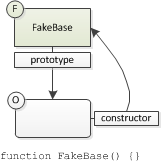 F
FakeBase
prototype
O
constructor
function FakeBase() {}